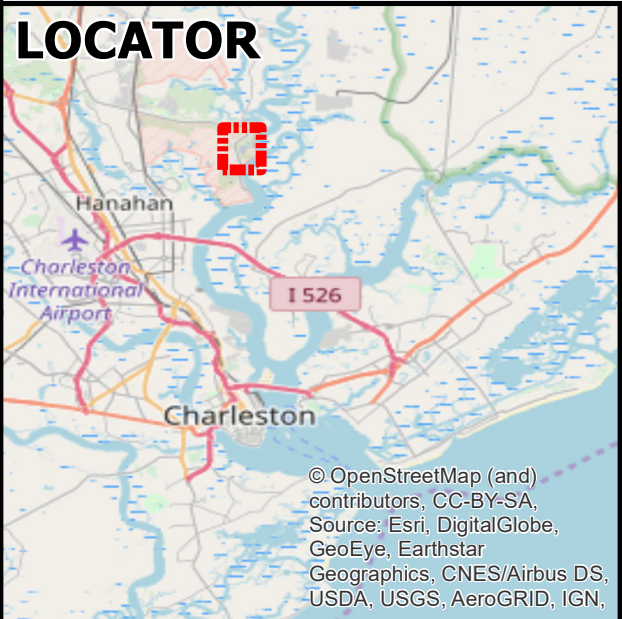 LOCATOR
Hanahan
Charleston
International
Airport
I 526
Charleston
© OpenStreetMap (and)
contributors, CC-BY-SA,
Source: Esri, DigitalGlobe,
GeoEye, Earthstar
Geographics, CNES/Airbus DS,
USDA, USGS, AeroGRID, IGN,